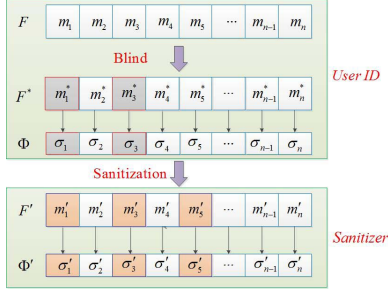 F m₁ m₂ m₃ m₄ m₅ ... mₙ₋₁ mₙ
Blind
User ID
F* m₁* m₂* m₃* m₄* m₅* ... mₙ₋₁* mₙ*
Φ σ₁ σ₂ σ₃ σ₄ σ₅ ... σₙ₋₁ σₙ
Sanitization
F′ m₁′ m₂′ m₃′ m₄′ m₅′ ... mₙ₋₁′ mₙ′
Sanitizer
Φ′ σ₁′ σ₂′ σ₃′ σ₄′ σ₅′ ... σₙ₋₁′ σₙ′